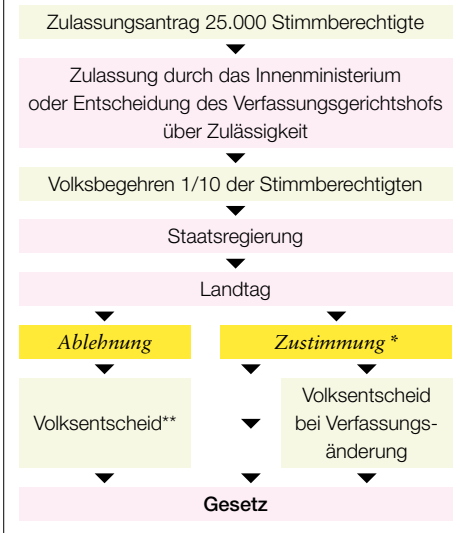 Zulassungsantrag 25.000 Stimmberechtigte
Zulassung durch das Innenministerium
oder Entscheidung des Verfassungsgerichtshofs
über Zulässigkeit
Volksbegehren 1/10 der Stimmberechtigten
Staatsregierung
Landtag
Ablehnung
Zustimmung *
Volksentscheid**
Volksentscheid
bei Verfassungs-
änderung
Gesetz